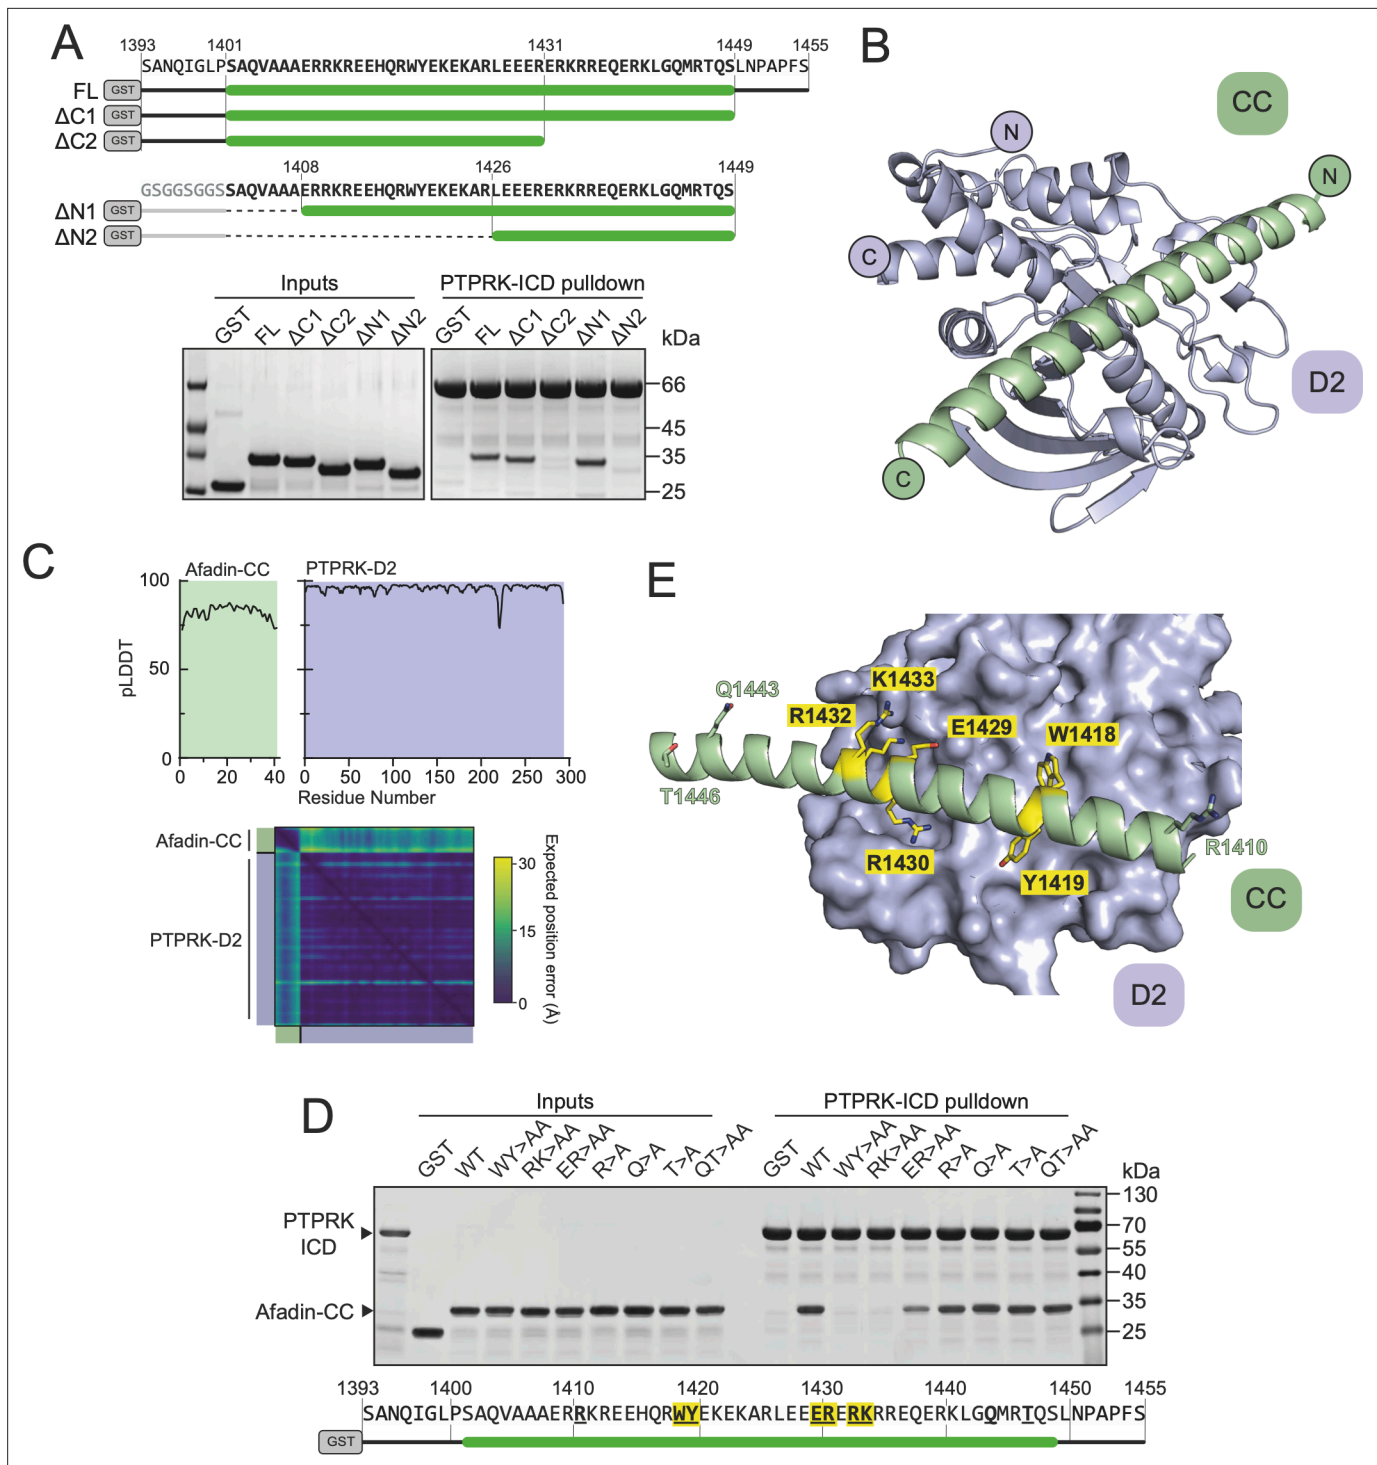 A
1393 1401 1431 1449 1455
SANQIGLPSAQVAAAERRKREEHQRWYEKEKARLEEERERKRREQERKLGQMRTQSLNPAPFS
FL GST
ΔC1 GST
ΔC2 GST
1408 1426 1449
GSGGSGGSSAQVAAAERRKREEHQRWYEKEKARLEEERERKRREQERKLGQMRTQS
ΔN1 GST
ΔN2 GST
Inputs PTPRK-ICD pulldown
GST FL ΔC1 ΔC2 ΔN1 ΔN2 GST FL ΔC1 ΔC2 ΔN1 ΔN2 kDa
66
45
35
25
B
CC
N
N
C
D2
C
C
Afadin-CC PTPRK-D2
100
50
0
pLDDT
0 20 40 0 50 100 150 200 250 300
Residue Number
Afadin-CC
PTPRK-D2
30
15
0
Expected position error (Å)
E
K1433
Q1443
R1432
E1429
W1418
T1446
R1430
Y1419
R1410
CC
D2
D
Inputs PTPRK-ICD pulldown
GST WT WY>AA RK>AA ER>AA R>A Q>A T>A QT>AA GST WT WY>AA RK>AA ER>AA R>A Q>A T>A QT>AA kDa
PTPRK
ICD
Afadin-CC
130
70
55
40
35
25
1393 1400 1410 1420 1430 1440 1450 1455
SANQIGLPSAQVAAAERRKREEHQRWYEKEKARLEEERERKRREQERKLGQMRTQSLNPAPFS
GST